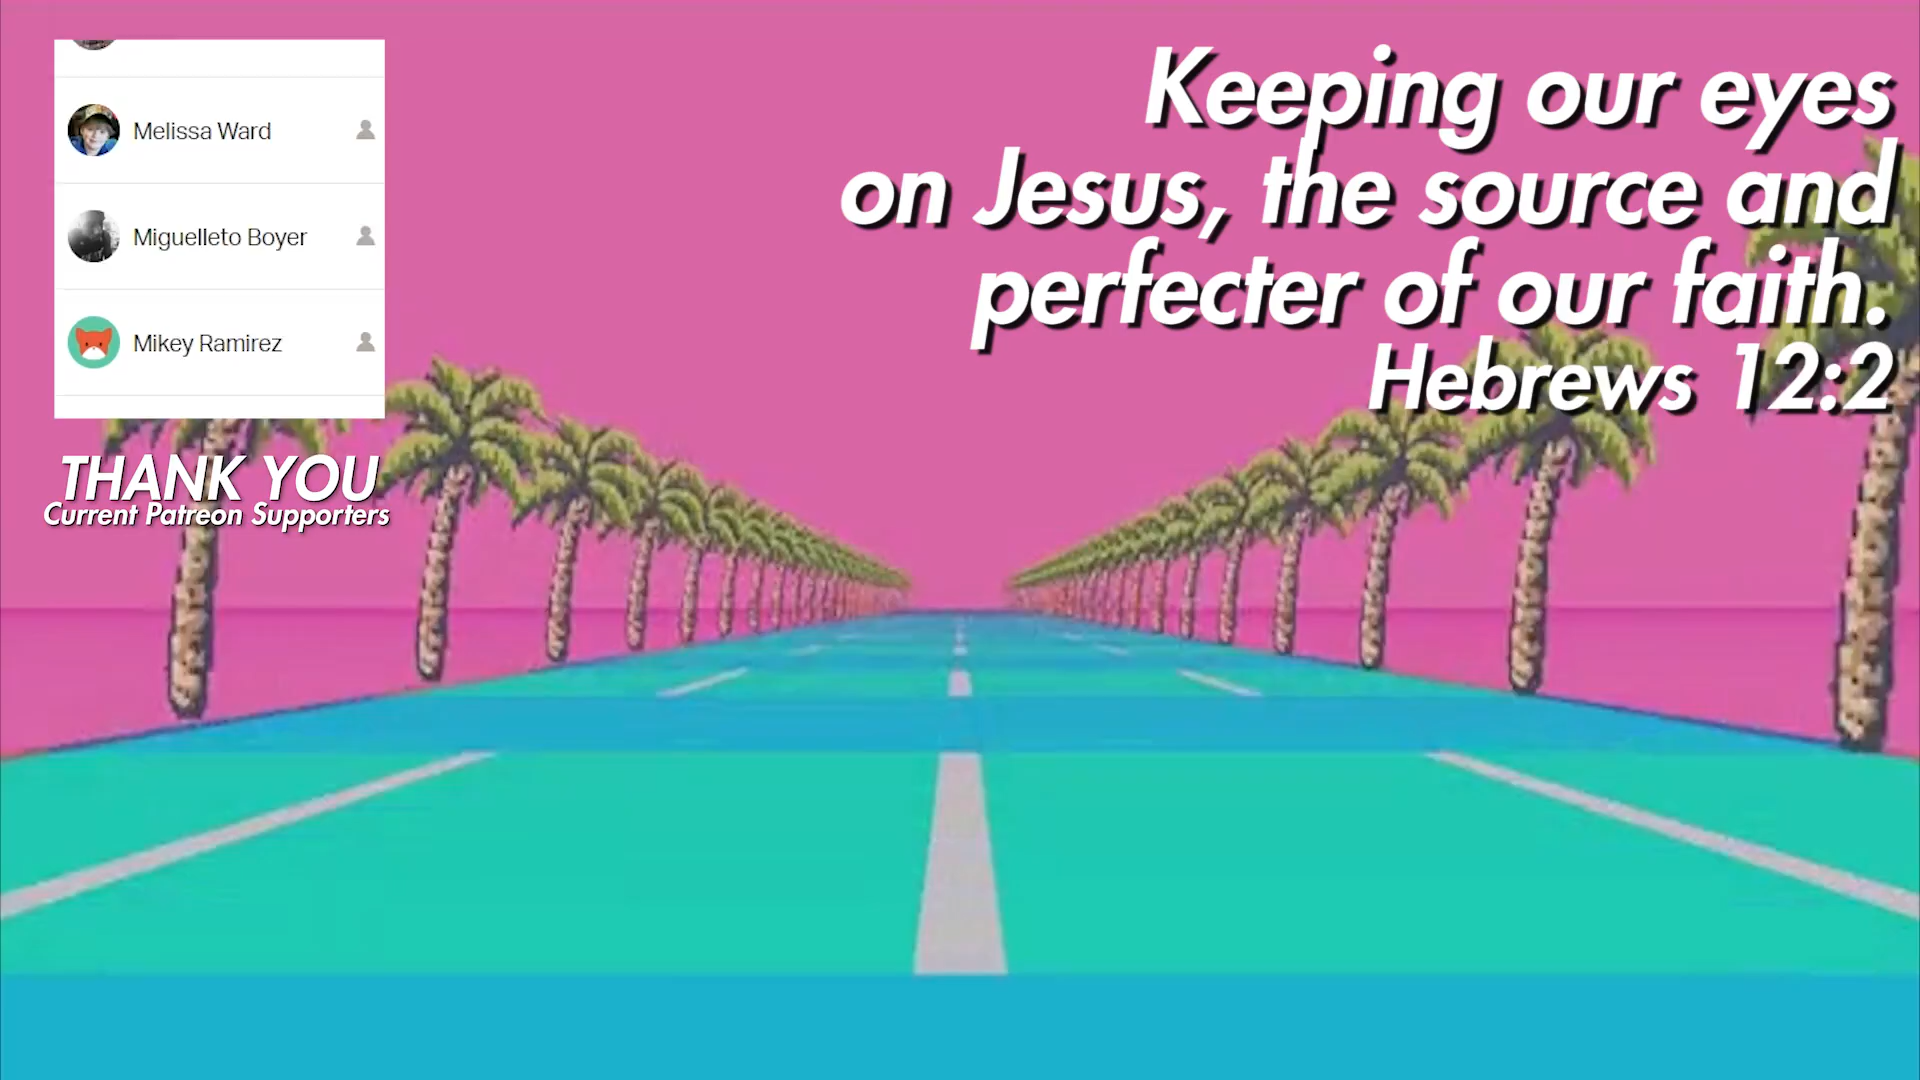 Melissa Ward
Miguelleto Boyer
Mikey Ramirez
THANK YOU
Current Patreon Supporters
Keeping our eyes
on Jesus, the source and
perfecter of our faith.
Hebrews 12:2